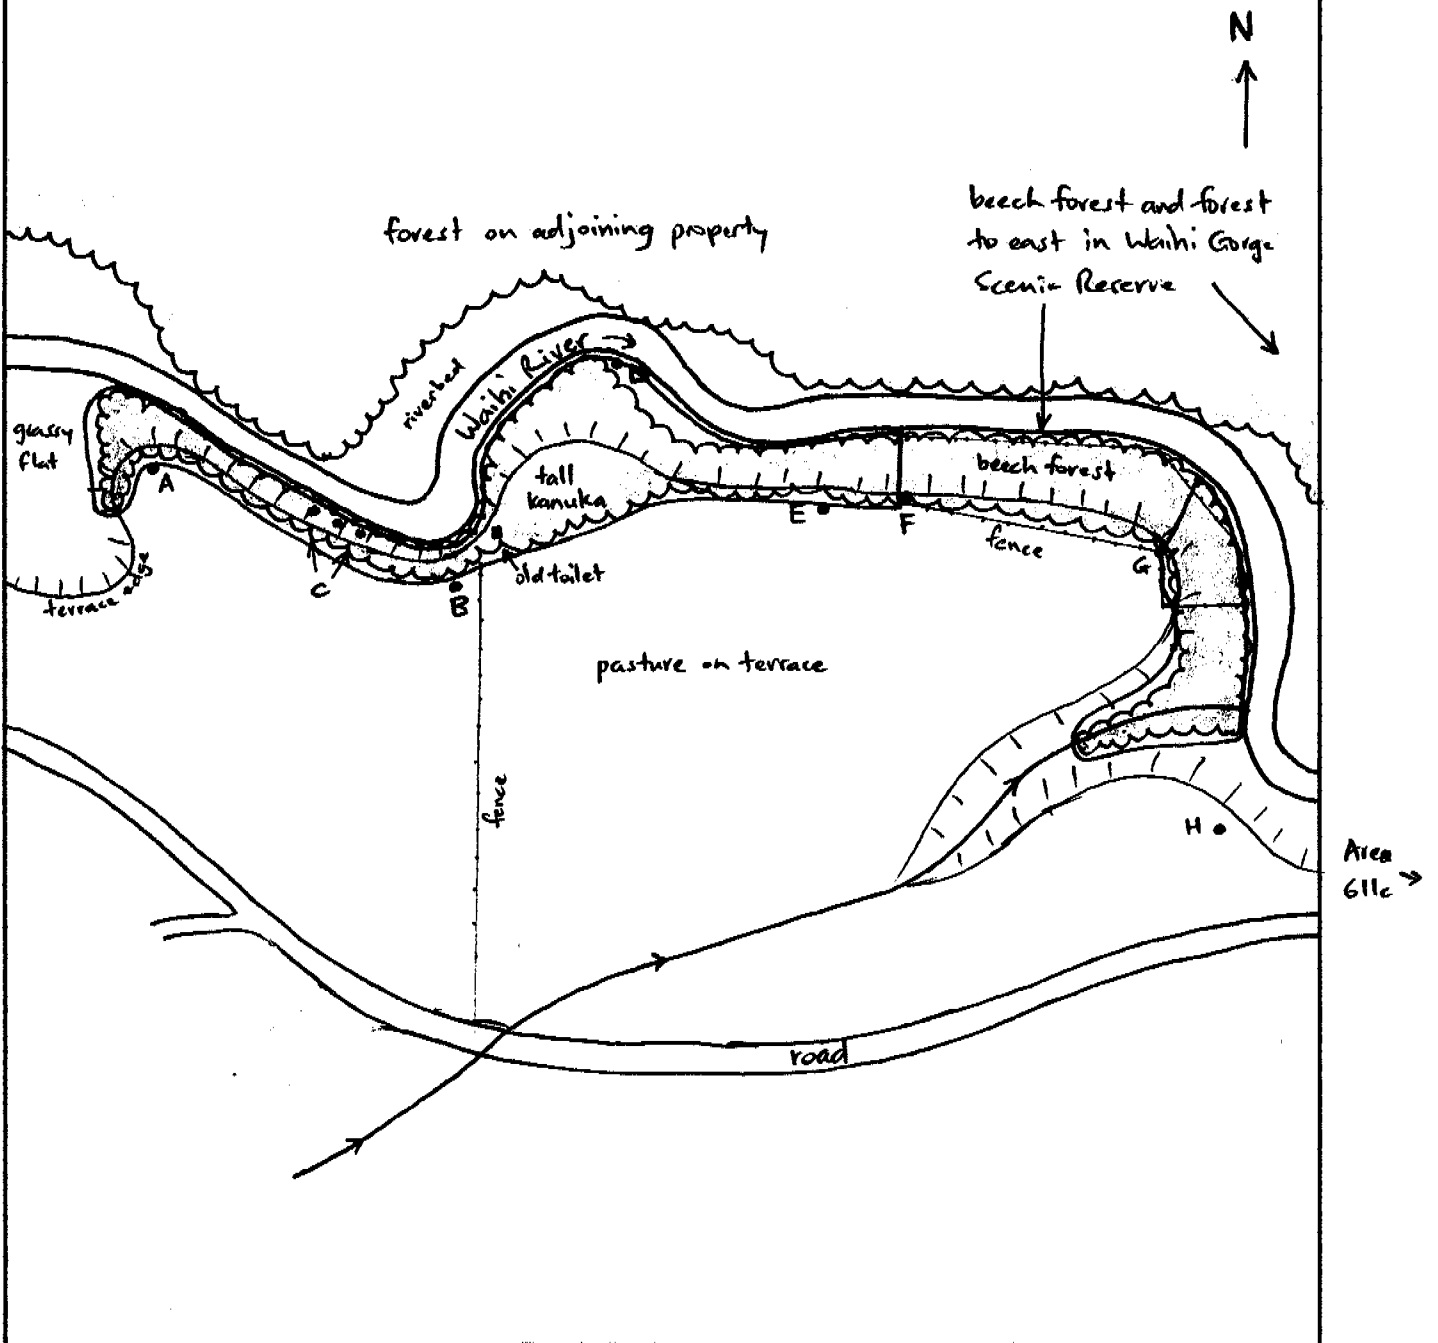 N
beech forest and forest
to east in Waihi Gorge
Scenic Reserve
forest on adjoining property
Waihi River
riverbed
D
grassy
flat
A
tall
kanuka
beech forest
E
F
fence
G
C
B
old toilet
terrace edge
pasture on terrace
fence
H
Area
611c
road